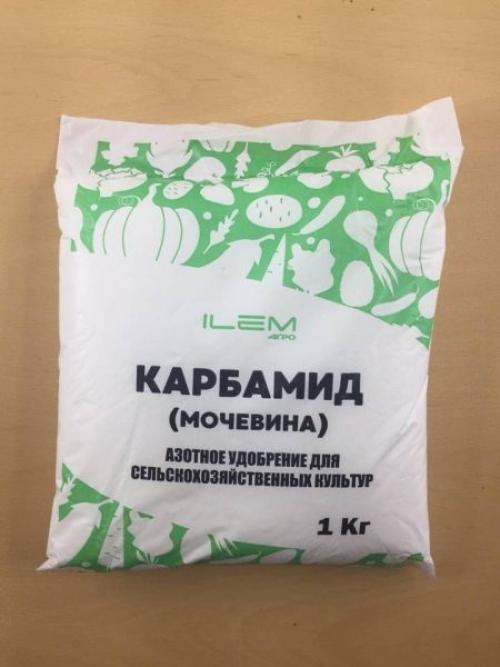 ILEM
АГРО
КАРБАМИД
(МОЧЕВИНА)
АЗОТНОЕ УДОБРЕНИЕ ДЛЯ
СЕЛЬСКОХОЗЯЙСТВЕННЫХ КУЛЬТУР
1 Кг